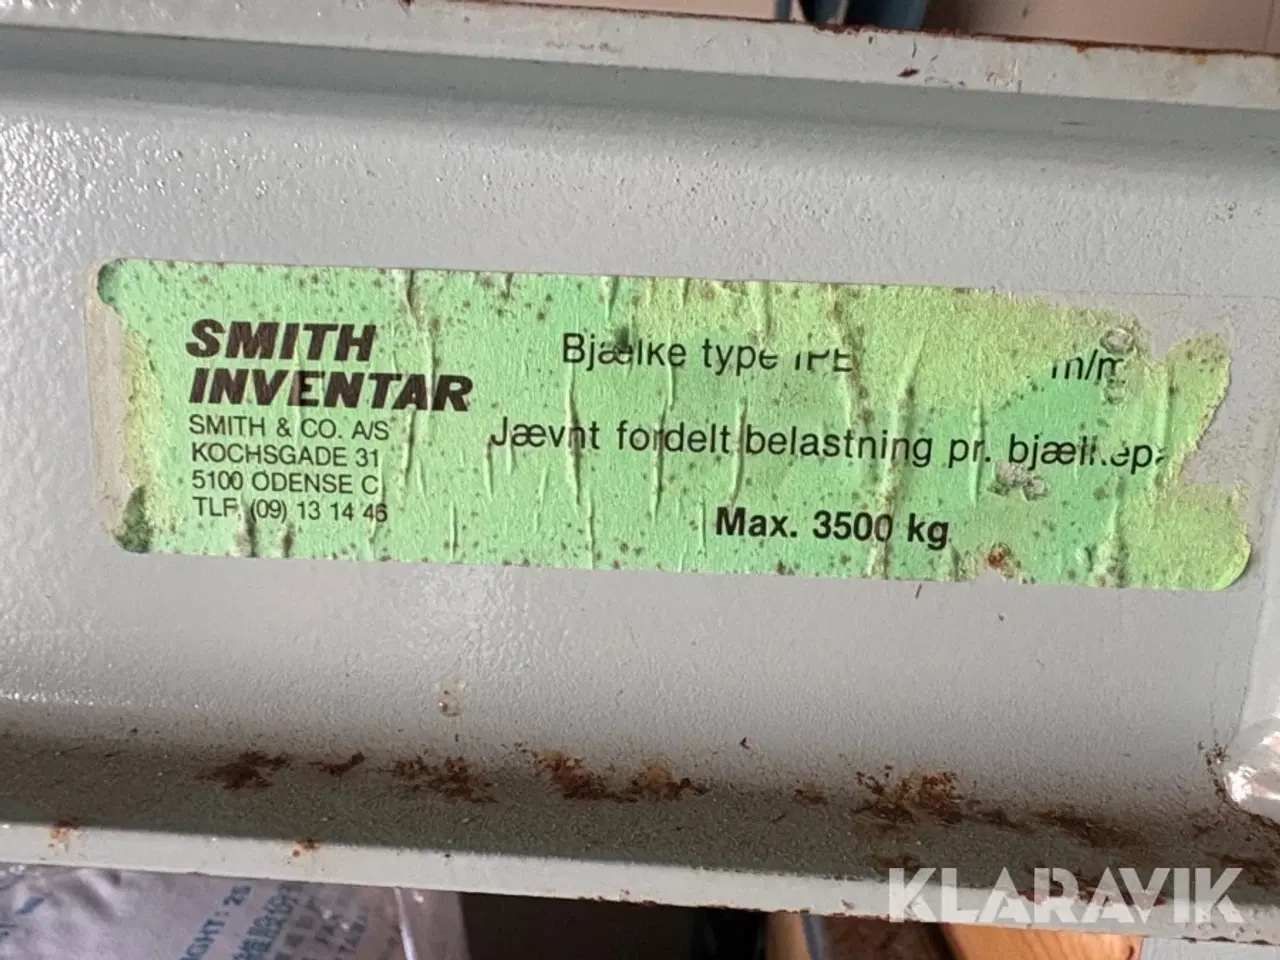 SMITH
INVENTAR
SMITH & CO. A/S
KOCHSGADE 31
5100 ODENSE C
TLF. (09) 13 14 46
Bjælke type IPE m/m
Jævnt fordelt belastning pr.
Max. 3500 kg
KLARAVIK